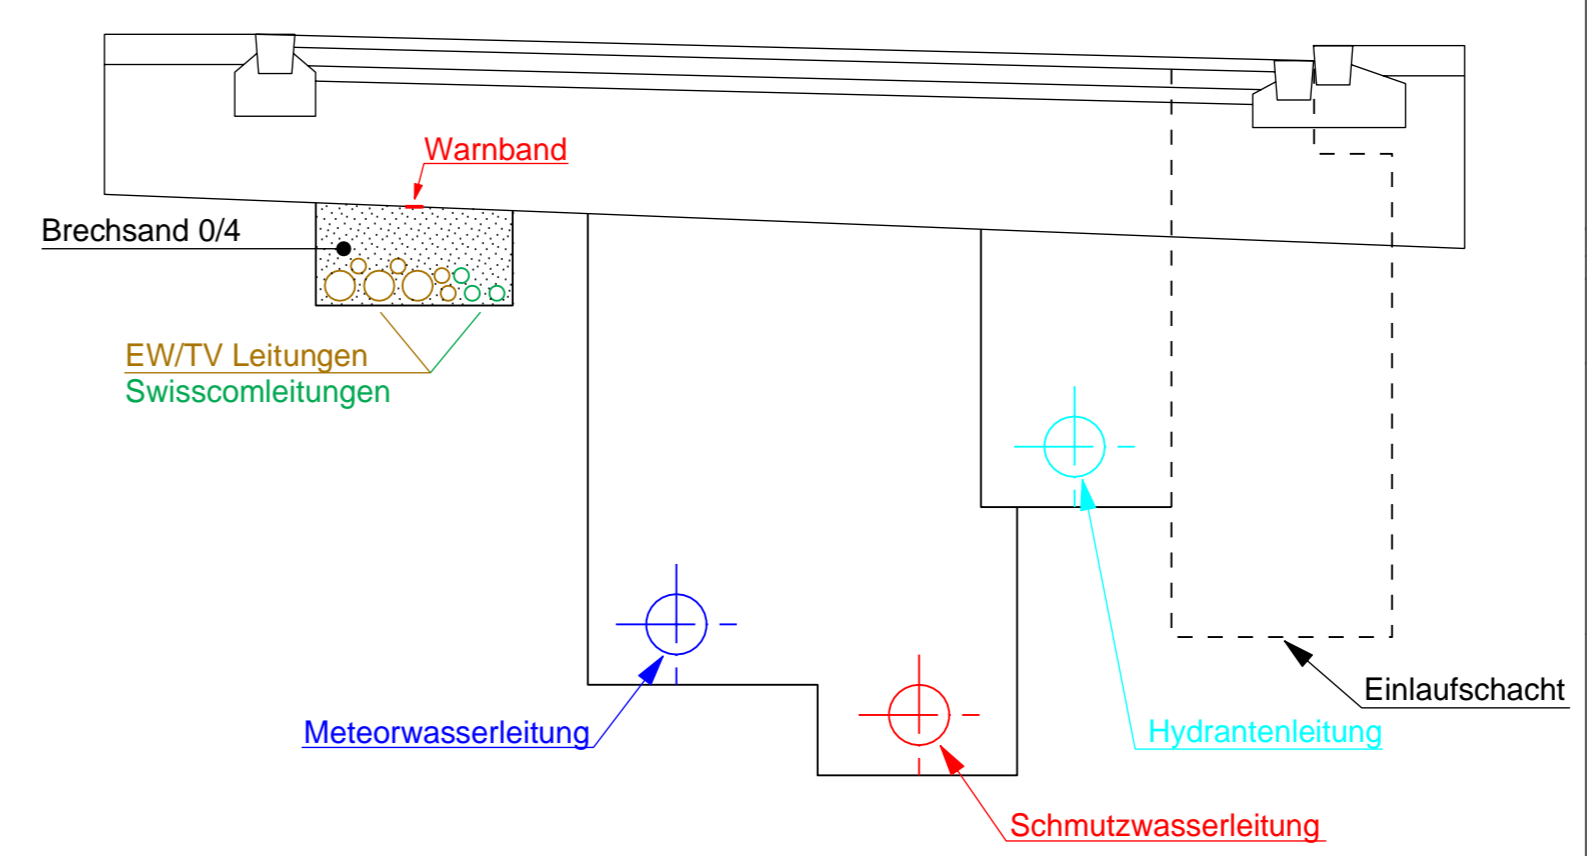 Warnband
Brechsand 0/4
EW/TV Leitungen
Swisscomleitungen
Einlaufschacht
Meteorwasserleitung
Hydrantenleitung
Schmutzwasserleitung